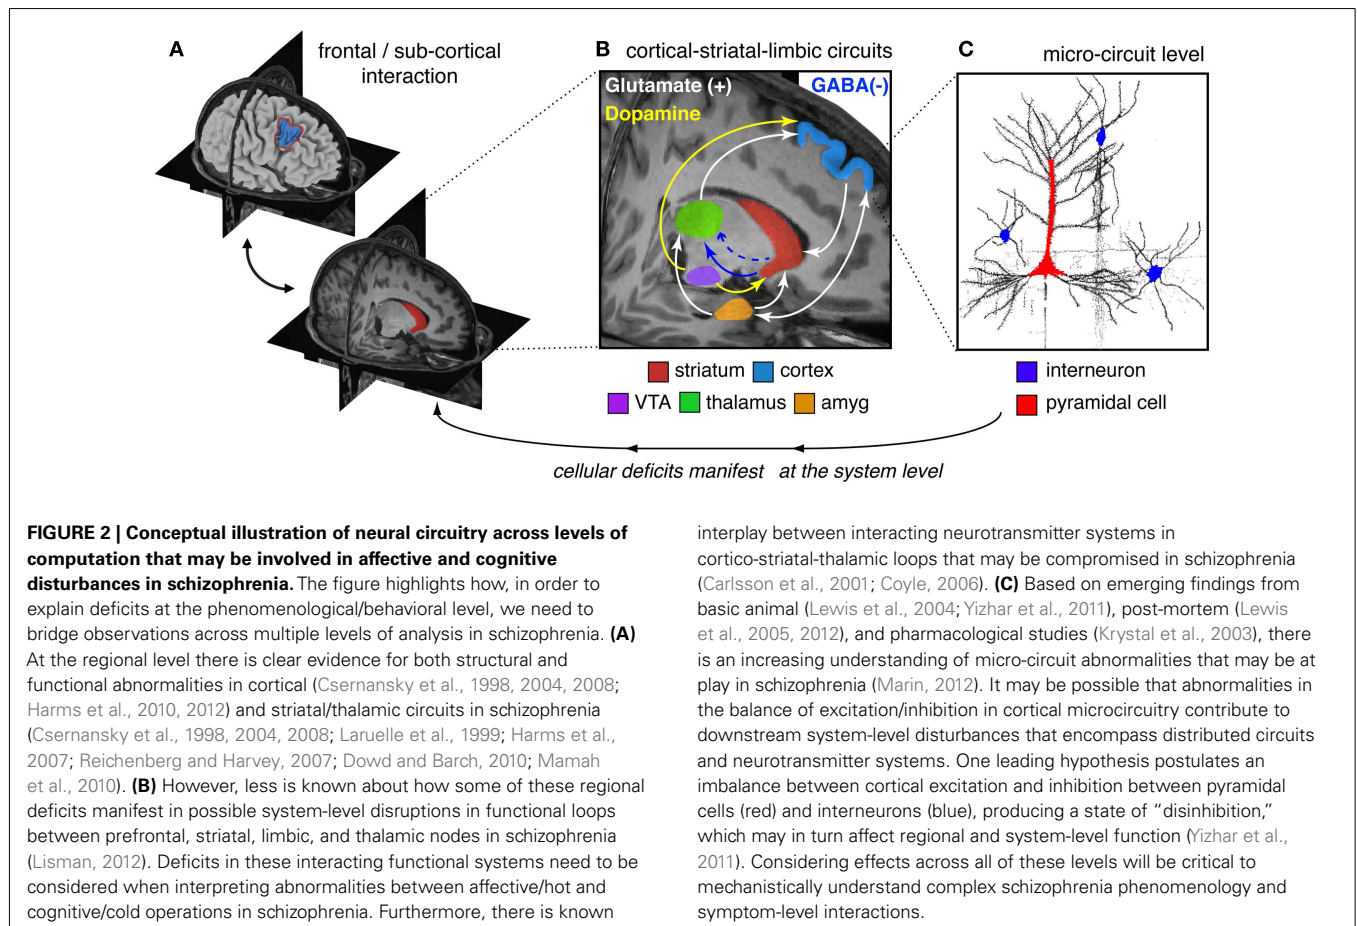 A
frontal / sub-cortical
interaction
B
cortical-striatal-limbic circuits
Glutamate (+)
GABA(-)
Dopamine
striatum
cortex
VTA
thalamus
amyg
C
micro-circuit level
interneuron
pyramidal cell
cellular deficits manifest at the system level
FIGURE 2 | Conceptual illustration of neural circuitry across levels of
computation that may be involved in affective and cognitive
disturbances in schizophrenia. The figure highlights how, in order to
explain deficits at the phenomenological/behavioral level, we need to
bridge observations across multiple levels of analysis in schizophrenia. (A)
At the regional level there is clear evidence for both structural and
functional abnormalities in cortical (Csernansky et al., 1998, 2004, 2008;
Harms et al., 2010, 2012) and striatal/thalamic circuits in schizophrenia
(Csernansky et al., 1998, 2004, 2008; Laruelle et al., 1999; Harms et al.,
2007; Reichenberg and Harvey, 2007; Dowd and Barch, 2010; Mamah
et al., 2010). (B) However, less is known about how some of these regional
deficits manifest in possible system-level disruptions in functional loops
between prefrontal, striatal, limbic, and thalamic nodes in schizophrenia
(Lisman, 2012). Deficits in these interacting functional systems need to be
considered when interpreting abnormalities between affective/hot and
cognitive/cold operations in schizophrenia. Furthermore, there is known
interplay between interacting neurotransmitter systems in
cortico-striatal-thalamic loops that may be compromised in schizophrenia
(Carlsson et al., 2001; Coyle, 2006). (C) Based on emerging findings from
basic animal (Lewis et al., 2004; Yizhar et al., 2011), post-mortem (Lewis
et al., 2005, 2012), and pharmacological studies (Krystal et al., 2003), there
is an increasing understanding of micro-circuit abnormalities that may be at
play in schizophrenia (Marin, 2012). It may be possible that abnormalities in
the balance of excitation/inhibition in cortical microcircuitry contribute to
downstream system-level disturbances that encompass distributed circuits
and neurotransmitter systems. One leading hypothesis postulates an
imbalance between cortical excitation and inhibition between pyramidal
cells (red) and interneurons (blue), producing a state of “disinhibition,”
which may in turn affect regional and system-level function (Yizhar et al.,
2011). Considering effects across all of these levels will be critical to
mechanistically understand complex schizophrenia phenomenology and
symptom-level interactions.